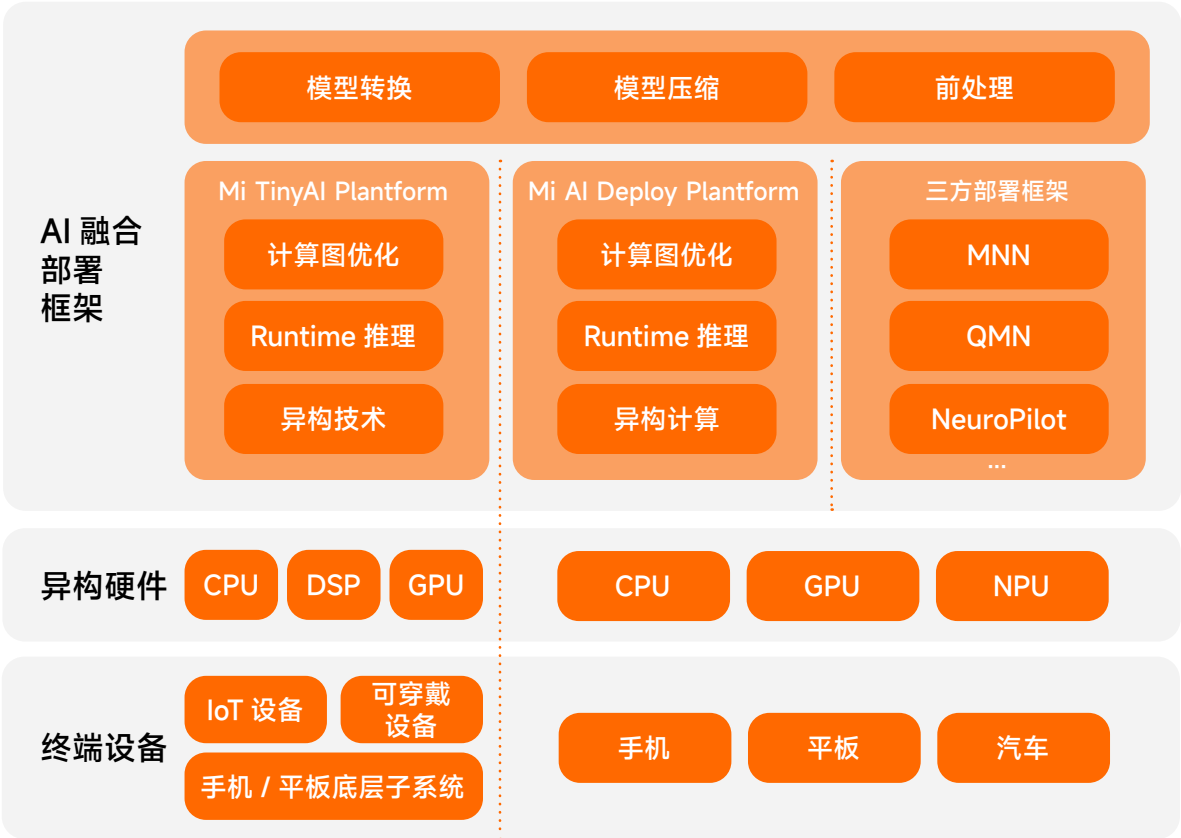 模型转换
模型压缩
前处理
AI 融合
部署
框架
Mi TinyAI Plantform
计算图优化
Runtime 推理
异构技术
Mi AI Deploy Plantform
计算图优化
Runtime 推理
异构计算
三方部署框架
MNN
QMN
NeuroPilot
...
异构硬件
CPU
DSP
GPU
CPU
GPU
NPU
终端设备
IoT 设备
可穿戴
设备
手机 / 平板底层子系统
手机
平板
汽车